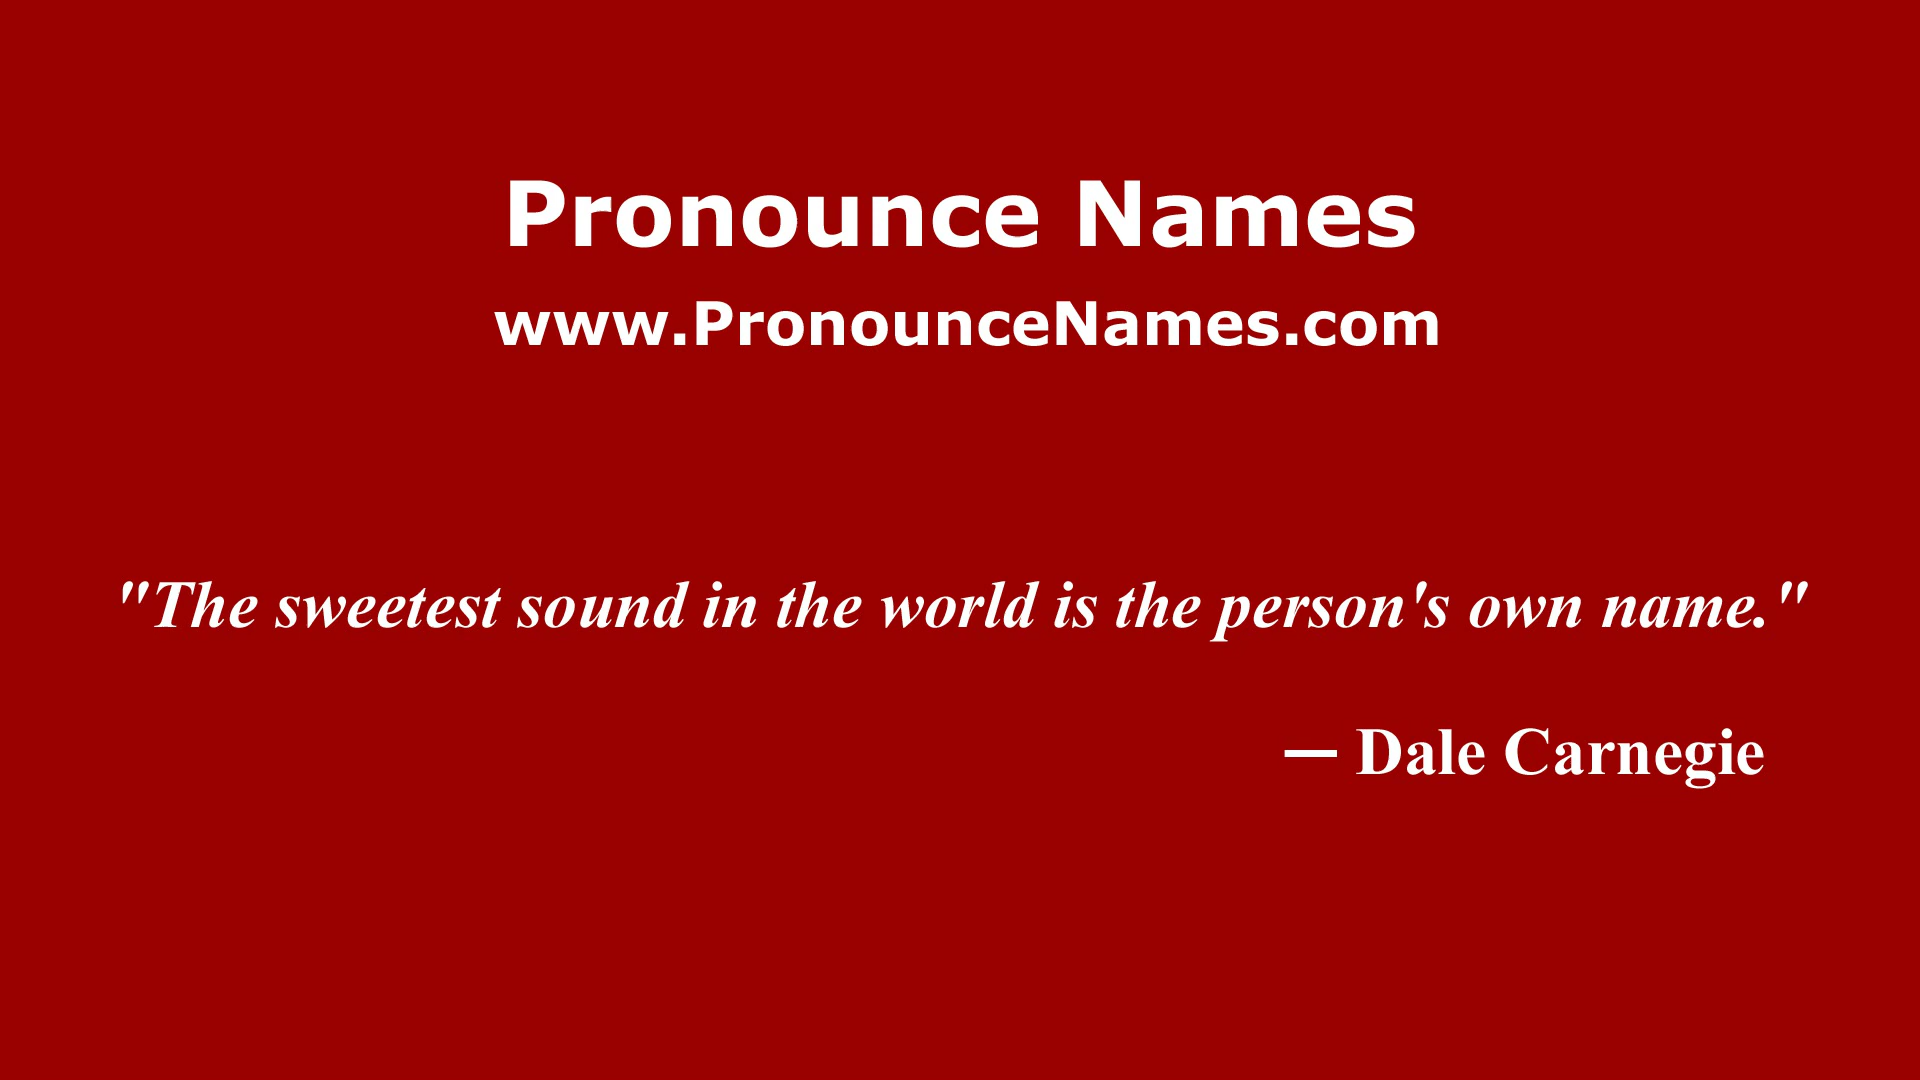 Pronounce Names
www.PronounceNames.com
"The sweetest sound in the world is the person's own name."
— Dale Carnegie